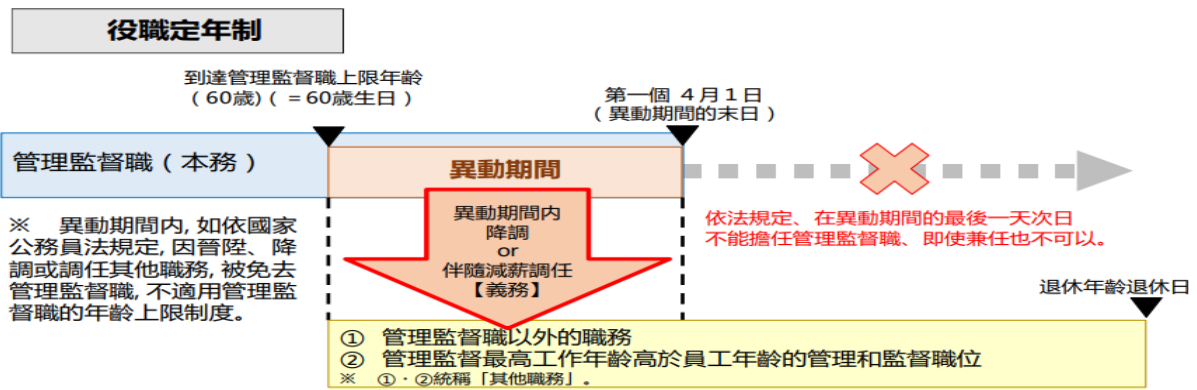 役職定年制
到達管理監督職上限年齢
(60歳)(=60歳生日)
第一個 4月1日
(異動期間的末日)
管理監督職(本務)
異動期間
※ 異動期間内,如依國家
公務員法規定,因晉陞、降
調或調任其他職務,被免去
管理監督職,不適用管理監
督職的年齢上限制度。
異動期間内
降調
or
伴隨減薪調任
【義務】
依法規定、在異動期間的最後一天次日
不能擔任管理監督職、即使兼任也不可以。
退休年齢退休日
① 管理監督職以外的職務
② 管理監督最高工作年齢高於員工年齢的管理和監督職位
※ ①・②統稱「其他職務」.